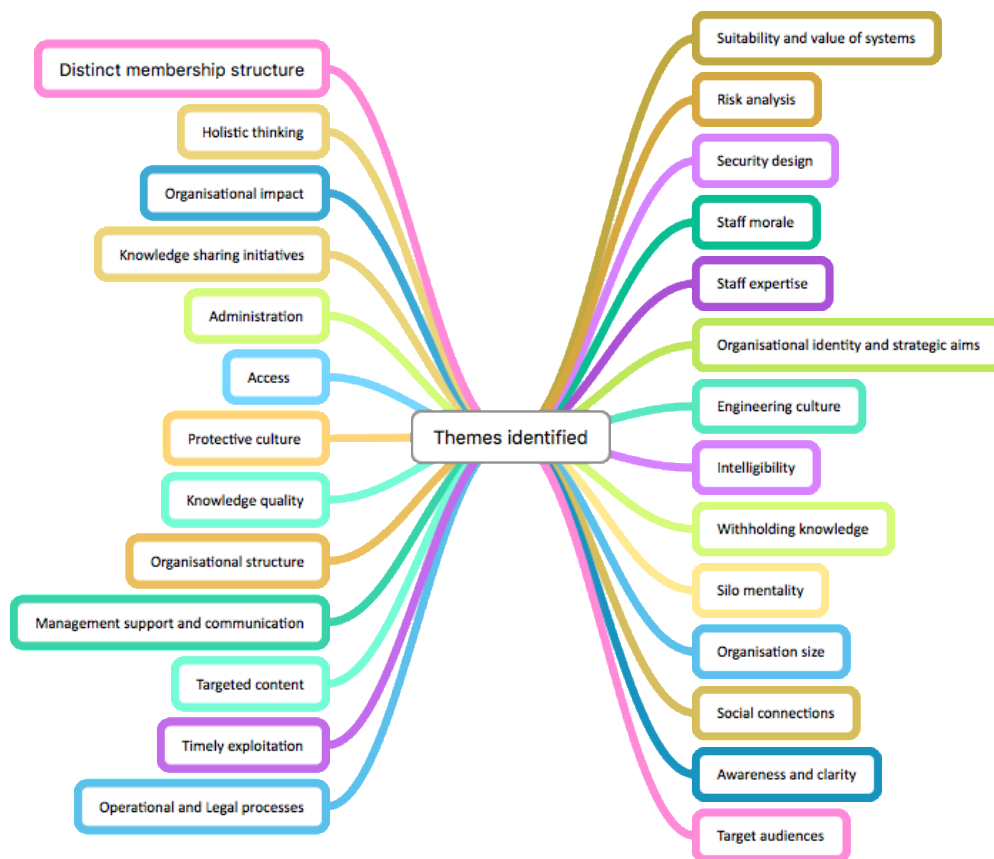 Distinct membership structure
Holistic thinking
Organisational impact
Knowledge sharing initiatives
Administration
Access
Protective culture
Knowledge quality
Organisational structure
Management support and communication
Targeted content
Timely exploitation
Operational and Legal processes
Themes identified
Suitability and value of systems
Risk analysis
Security design
Staff morale
Staff expertise
Organisational identity and strategic aims
Engineering culture
Intelligibility
Withholding knowledge
Silo mentality
Organisation size
Social connections
Awareness and clarity
Target audiences